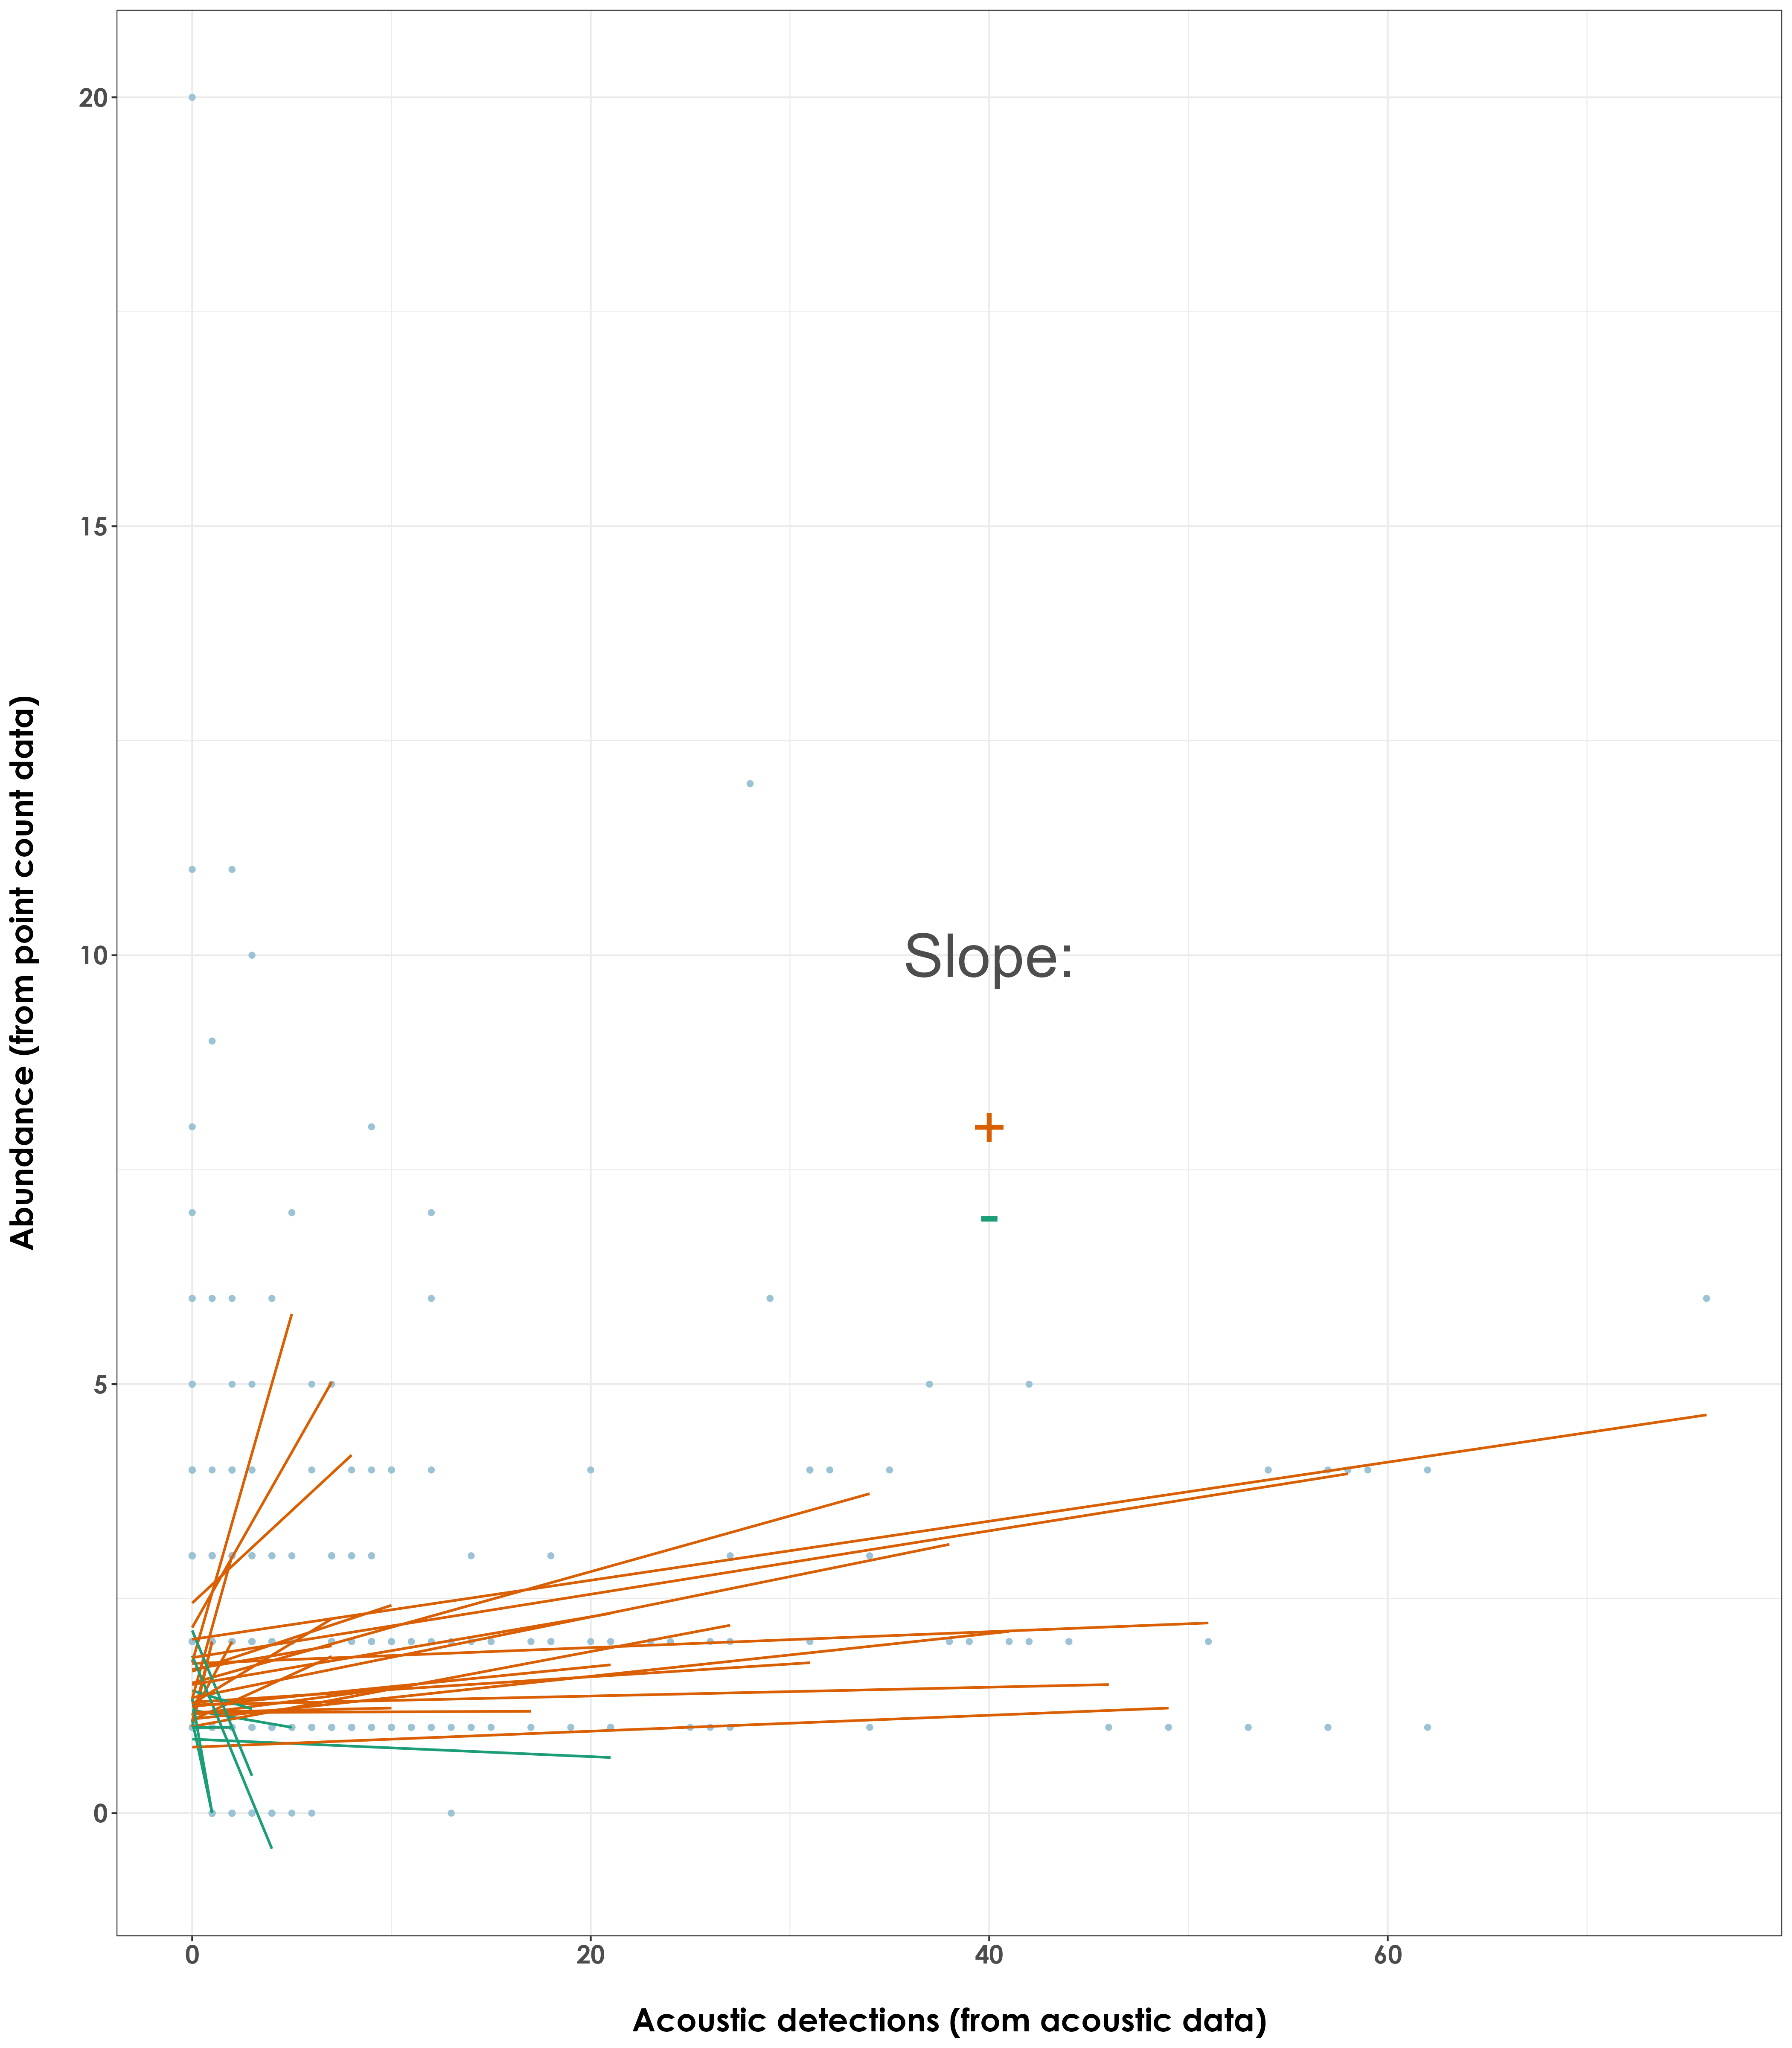 20
15
10
5
0
Abundance (from point count data)
Slope:
+
-
0 20 40 60
Acoustic detections (from acoustic data)